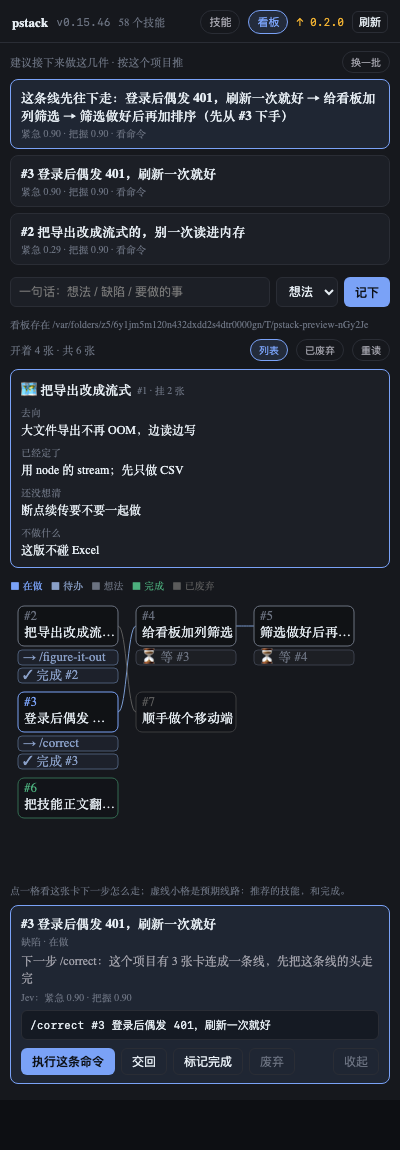 pstack v0.15.46 58 个技能 技能 看板 ↑ 0.2.0 刷新
建议接下来做这几件 · 按这个项目推 换一批
这条线先往下走：登录后偶发 401，刷新一次就好 → 给看板加
列筛选 → 筛选做好后再加排序（先从 #3 下手）
紧急 0.90 · 把握 0.90 · 看命令
#3 登录后偶发 401，刷新一次就好
紧急 0.90 · 把握 0.90 · 看命令
#2 把导出改成流式的，别一次读进内存
紧急 0.29 · 把握 0.90 · 看命令
一句话：想法 / 缺陷 / 要做的事 想法 记下
看板存在 /var/folders/z5/6y1jm5m120n432dxdd2s4dtr0000gn/T/pstack-preview-nGy2Je
开着 4 张 · 共 6 张 列表 已废弃 重读
🗺️ 把导出改成流式 #1 · 挂 2 张
去向
大文件导出不再 OOM，边读边写
已经定了
用 node 的 stream；先只做 CSV
还没想清
断点续传要不要一起做
不做什么
这版不碰 Excel
在做 待办 想法 完成 已废弃
#2 #4 #5
把导出改成流… 给看板加列筛选 筛选做好后再…
→ /figure-it-out ⏳ 等 #3 ⏳ 等 #4
✓ 完成 #2
#3 #7
登录后偶发 … 顺手做个移动端
→ /correct
✓ 完成 #3
#6
把技能正文翻…
点一格看这张卡下一步怎么走；虚线小格是预期线路：推荐的技能、和完成。
#3 登录后偶发 401，刷新一次就好
缺陷 · 在做
下一步 /correct：这个项目有 3 张卡连成一条线，先把这条线的头走
完
Jev：紧急 0.90 · 把握 0.90
/correct #3 登录后偶发 401，刷新一次就好
执行这条命令 交回 标记完成 废弃 收起